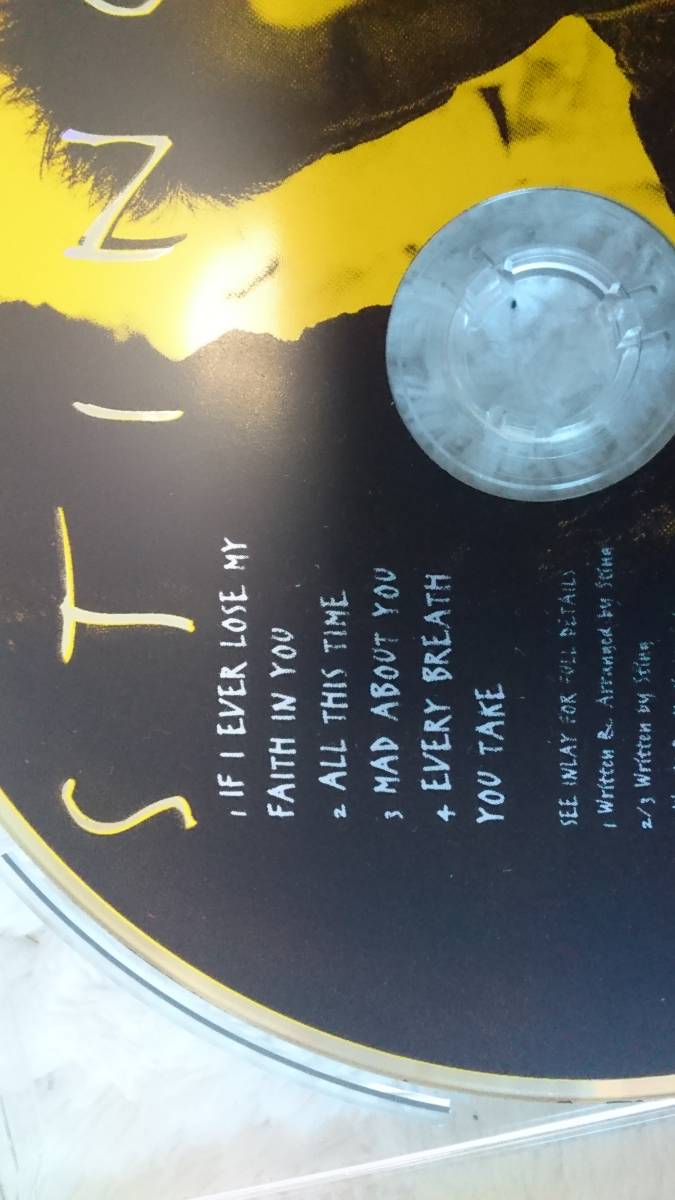 STING
1 IF I EVER LOSE MY
FAITH IN YOU
2 ALL THIS TIME
3 MAD ABOUT YOU
4 EVERY BREATH
YOU TAKE
SEE INLAY FOR FULL DETAILS
1 Written & Arranged by Sting
2/3 Written by Sting